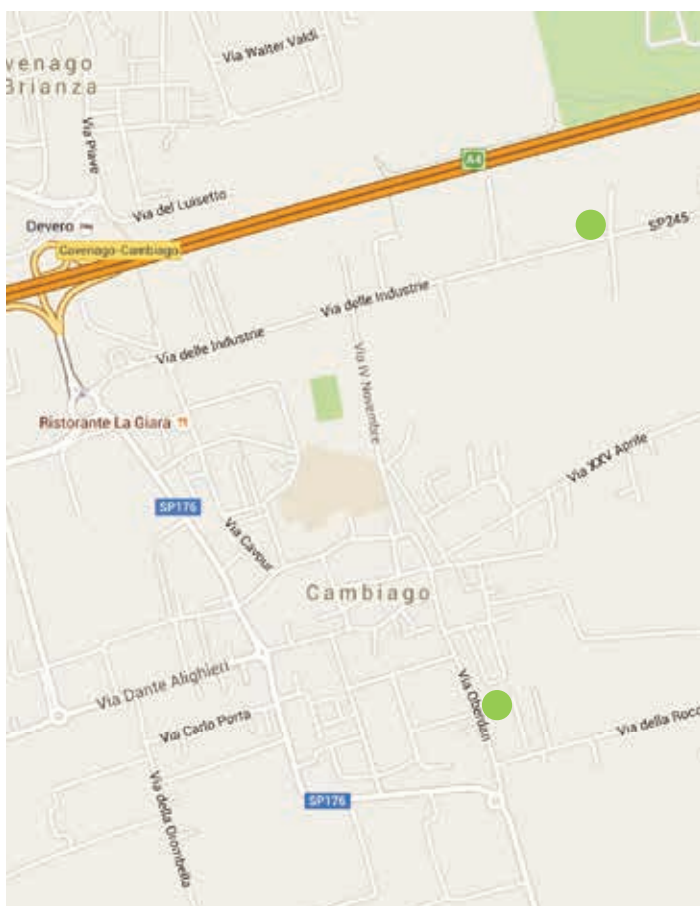 Via Walter Valdi
venago
Brianza
Via Piave
A4
Via del Luisetto
SP245
Devero
Cavenago-Cambiago
Via delle Industrie
Via delle Industrie
Via IV Novembre
Ristorante La Giara
Via XXV Aprile
SP176
Via Cavour
Cambiago
Via Dante Alighieri
Via Oberdan
Via Carlo Porta
Via della Rocc
SP176
Via della Orombella